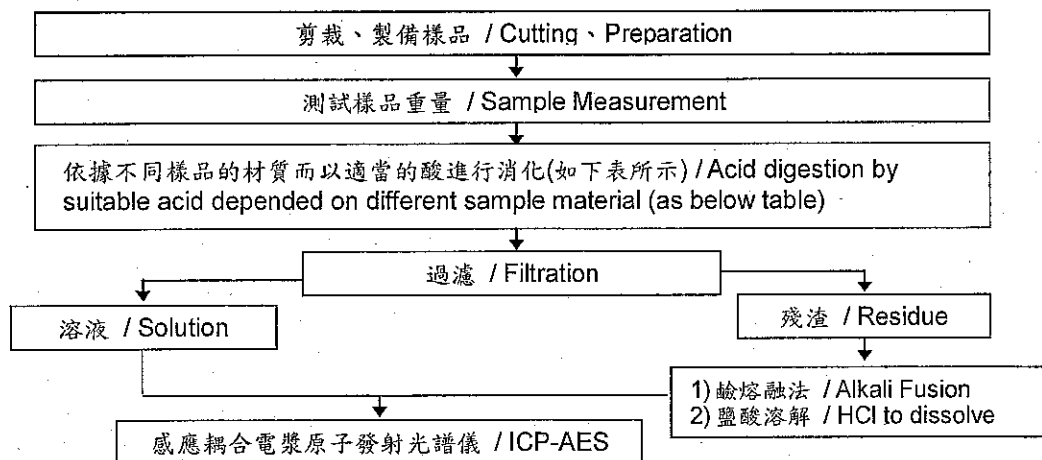 剪裁、製備樣品 / Cutting、Preparation
測試樣品重量 / Sample Measurement
依據不同樣品的材質而以適當的酸進行消化(如下表所示) / Acid digestion by
suitable acid depended on different sample material (as below table)
過濾 / Filtration
溶液 / Solution
殘渣 / Residue
1) 鹼熔融法 / Alkali Fusion
2) 鹽酸溶解 / HCl to dissolve
感應耦合電漿原子發射光譜儀 / ICP-AES